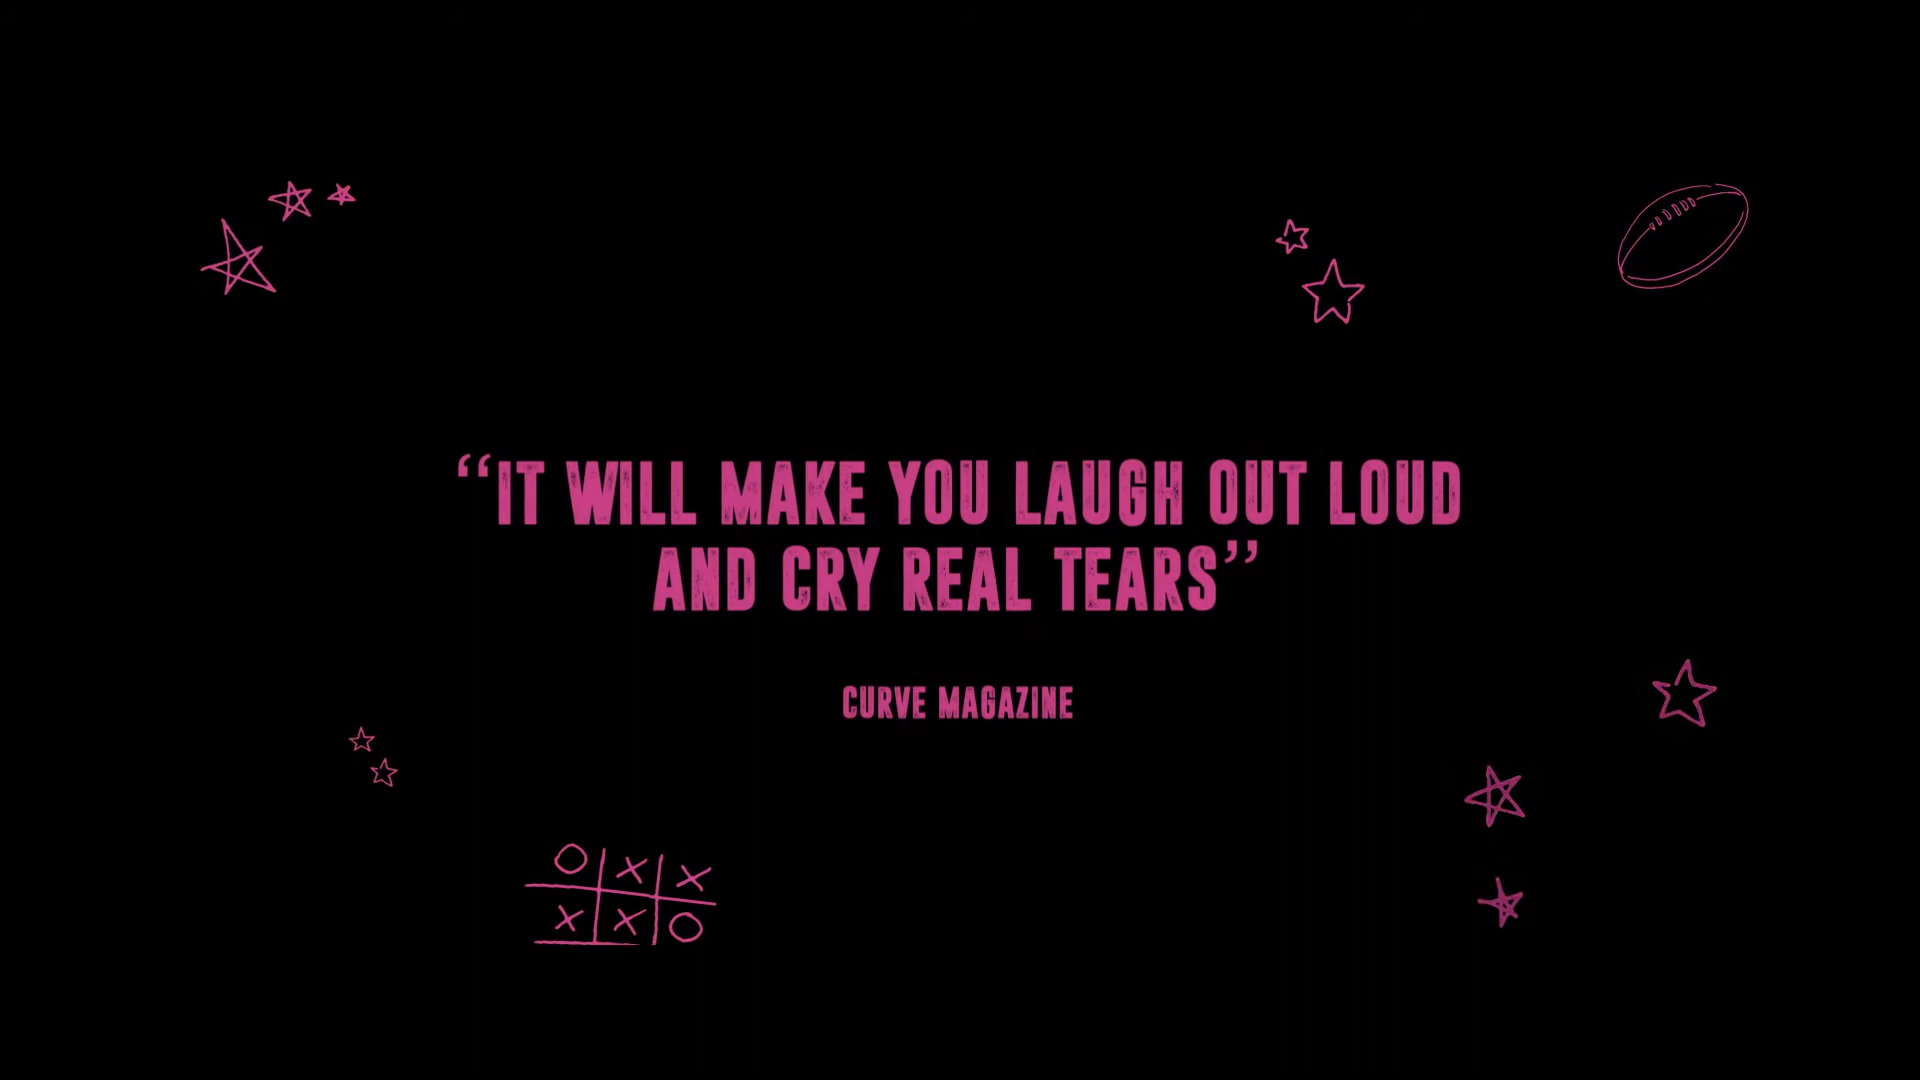 “IT WILL MAKE YOU LAUGH OUT LOUD
AND CRY REAL TEARS”
CURVE MAGAZINE
O X X
X X O